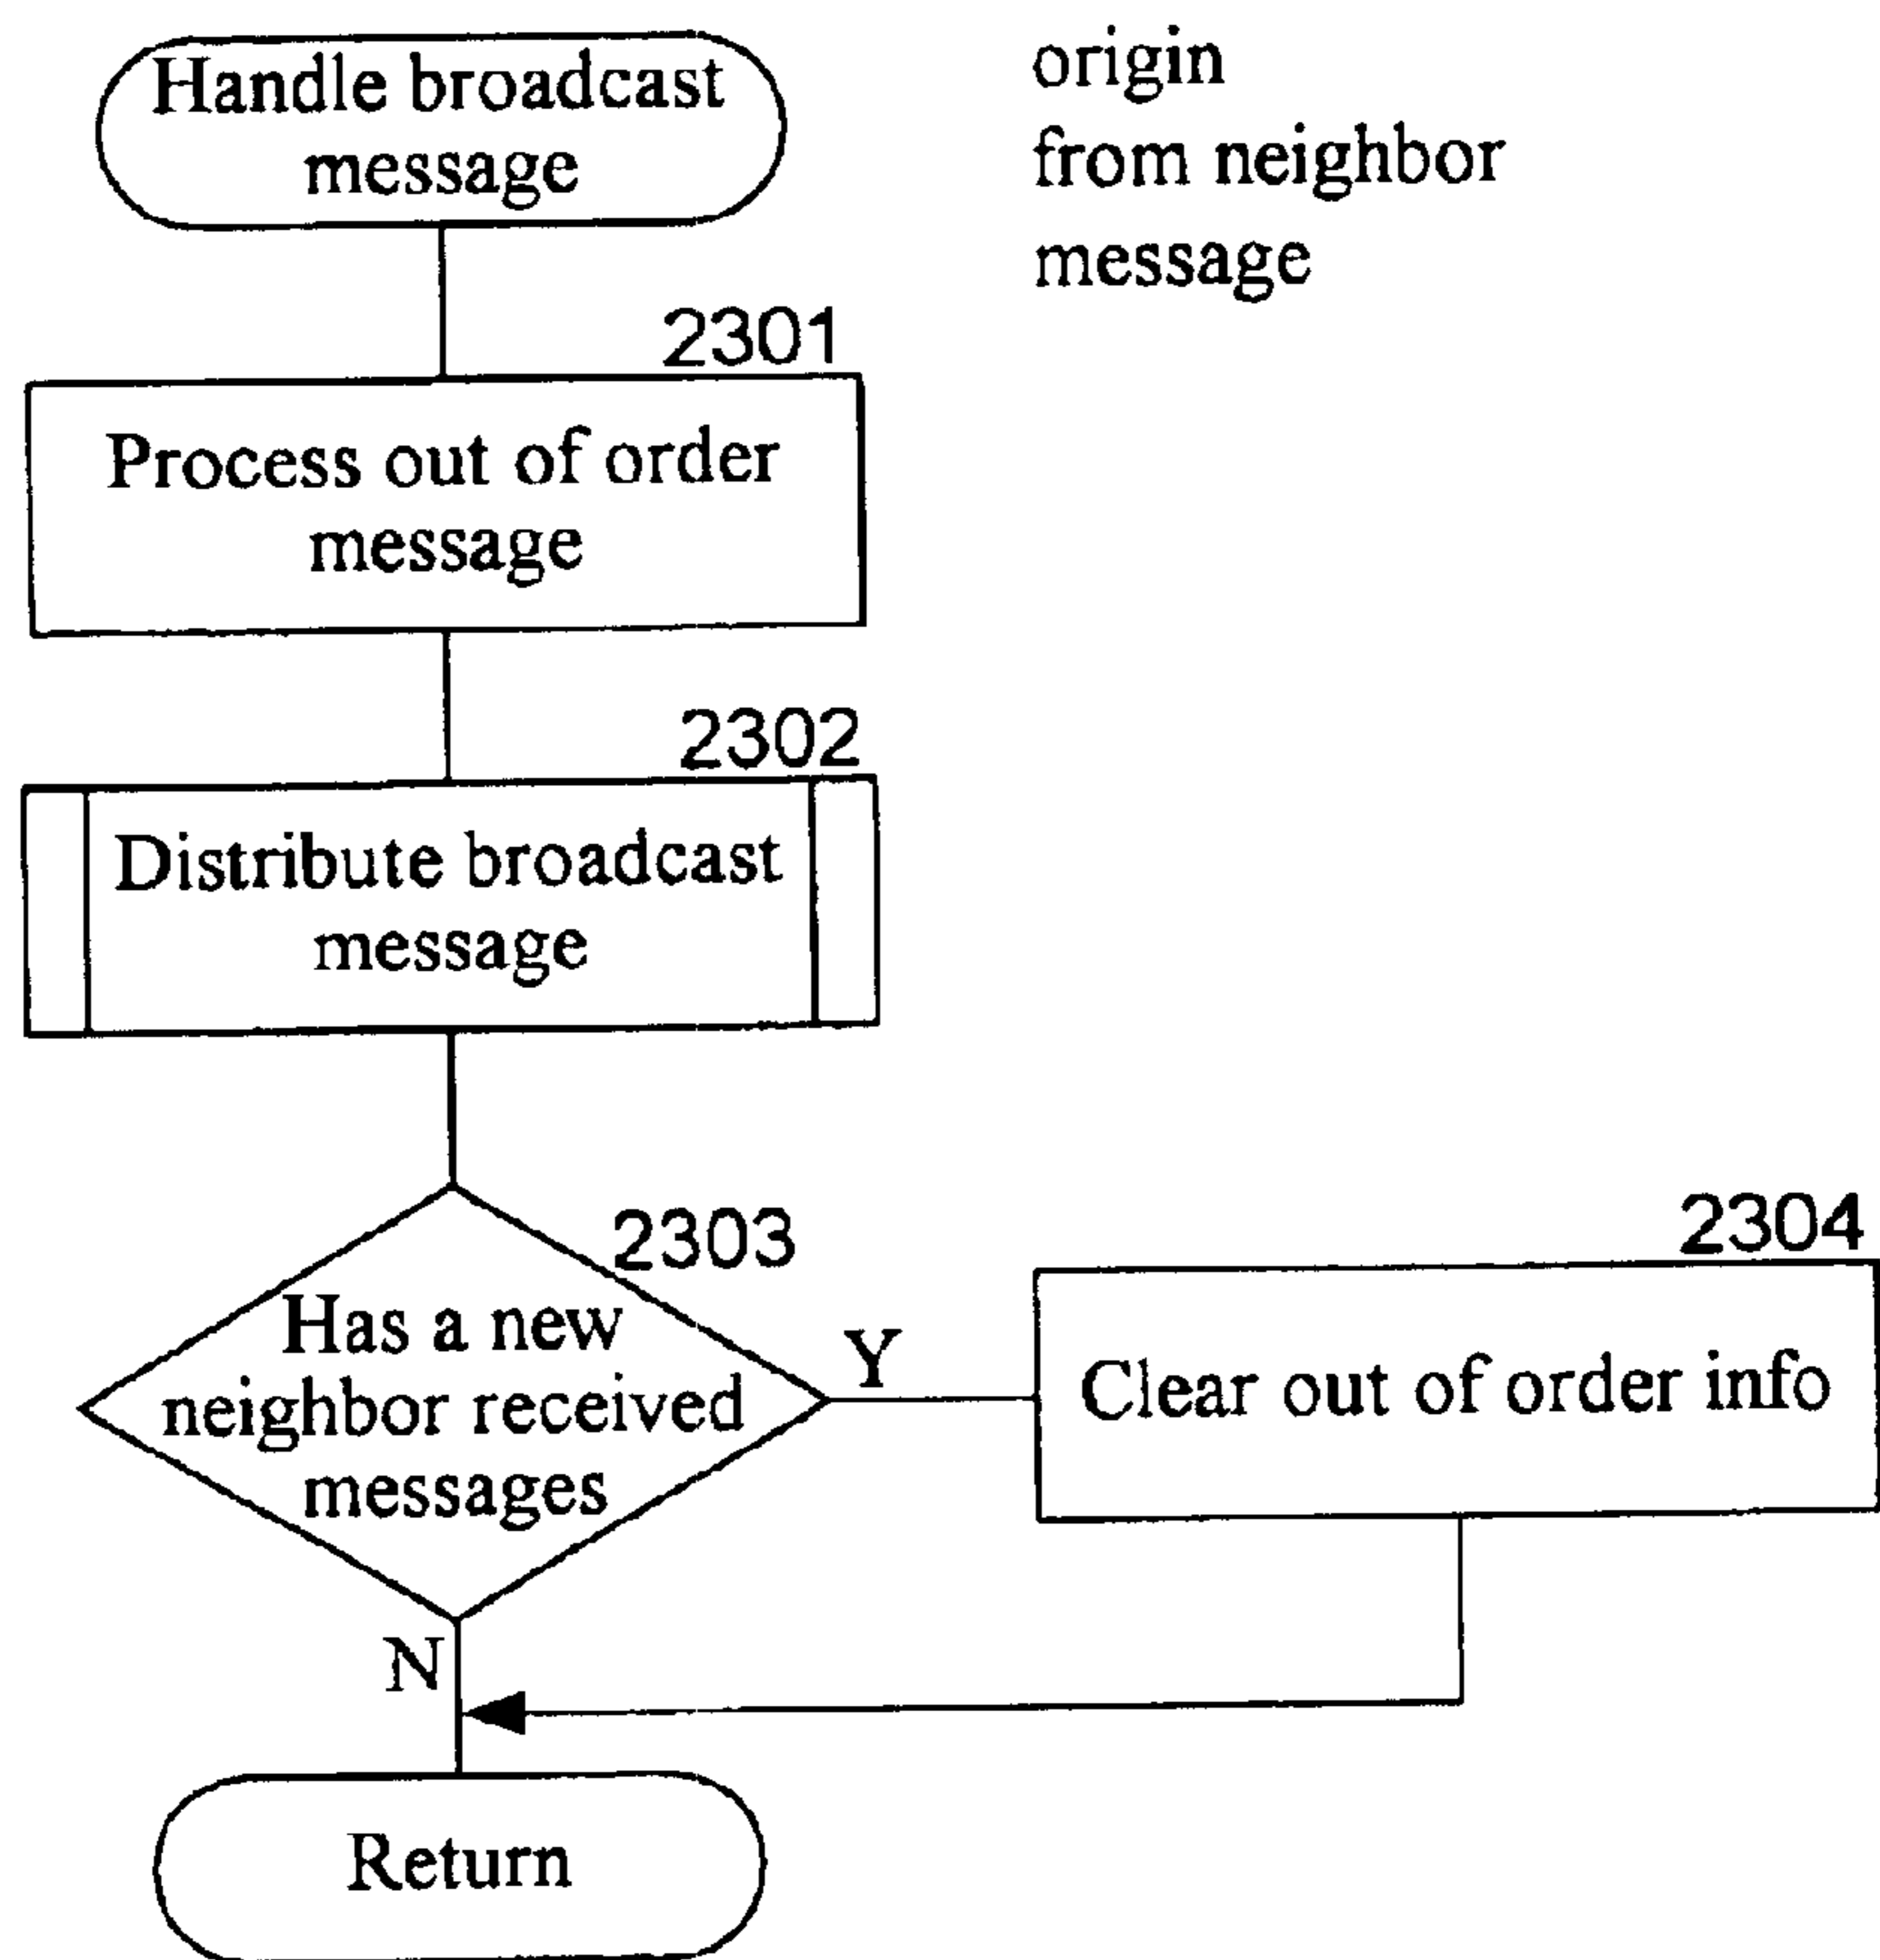 Handle broadcast
message
origin
from neighbor
message
2301
Process out of order
message
2302
Distribute broadcast
message
2303
Has a new
neighbor received
messages
Y
2304
Clear out of order info
N
Return